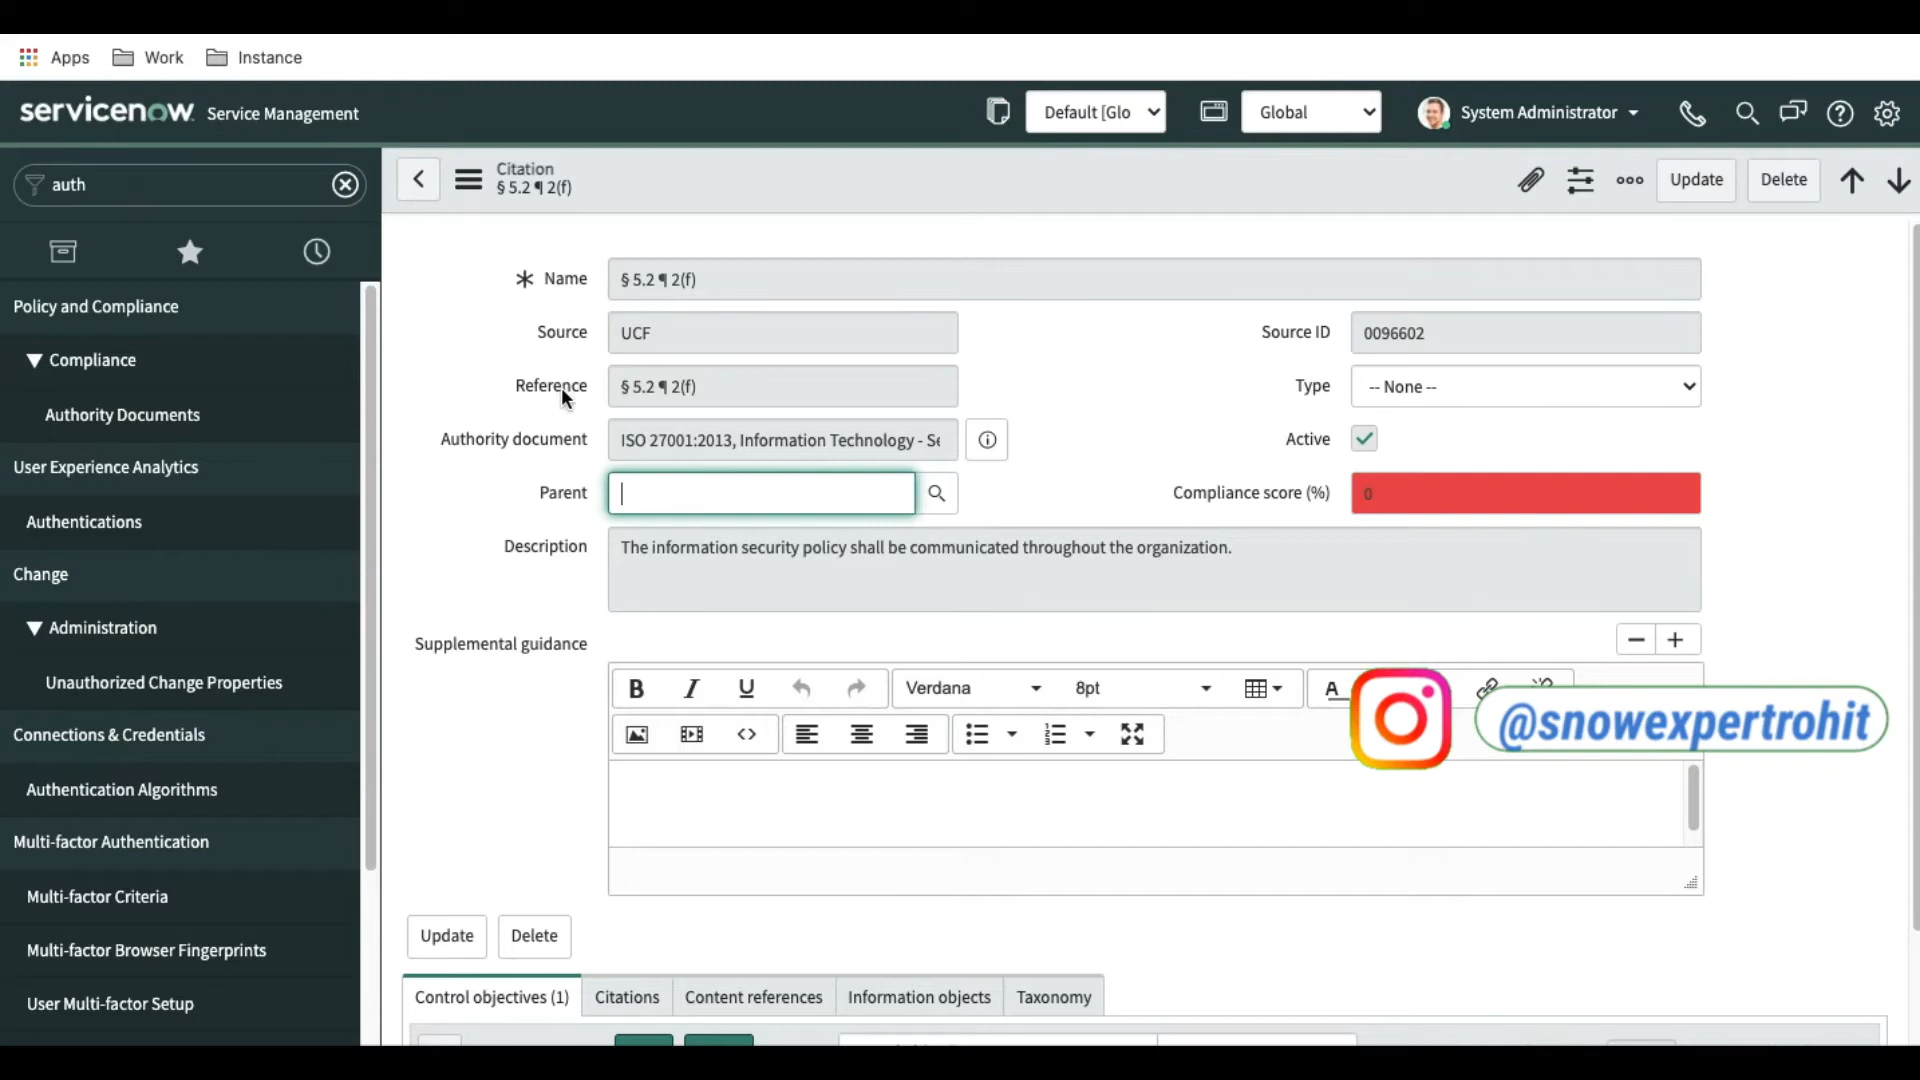 Apps Work Instance
servicenow Service Management Default [Glo Global System Administrator
auth
Citation
§ 5.2 ¶ 2(f)
Update Delete
Policy and Compliance
Compliance
Authority Documents
User Experience Analytics
Authentications
Change
Administration
Unauthorized Change Properties
Connections & Credentials
Authentication Algorithms
Multi-factor Authentication
Multi-factor Criteria
Multi-factor Browser Fingerprints
User Multi-factor Setup
Name § 5.2 ¶ 2(f)
Source UCF Source ID 0096602
Reference § 5.2 ¶ 2(f) Type -- None --
Authority document ISO 27001:2013, Information Technology - Se Active
Parent Compliance score (%) 0
Description The information security policy shall be communicated throughout the organization.
Supplemental guidance
B I U Verdana 8pt A
@snowexpertrohit
Update Delete
Control objectives (1) Citations Content references Information objects Taxonomy